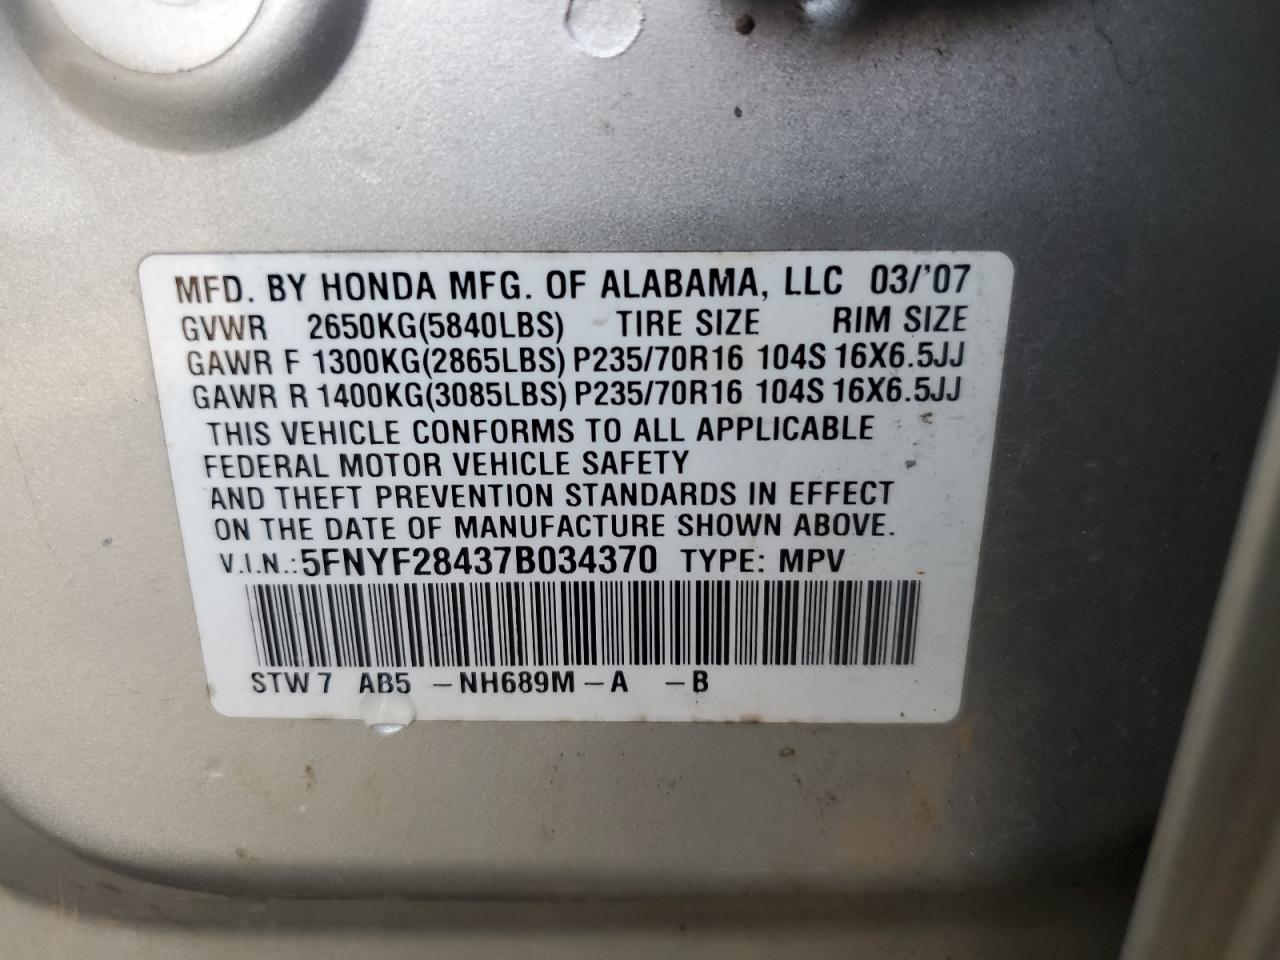 MFD. BY HONDA MFG. OF ALABAMA, LLC 03/'07
GVWR 2650KG(5840LBS) TIRE SIZE RIM SIZE
GAWR F 1300KG(2865LBS) P235/70R16 104S 16X6.5JJ
GAWR R 1400KG(3085LBS) P235/70R16 104S 16X6.5JJ
THIS VEHICLE CONFORMS TO ALL APPLICABLE
FEDERAL MOTOR VEHICLE SAFETY
AND THEFT PREVENTION STANDARDS IN EFFECT
ON THE DATE OF MANUFACTURE SHOWN ABOVE.
V.I.N.: 5FNYF28437B034370 TYPE: MPV
STW7 AB5 -NH689M-A -B